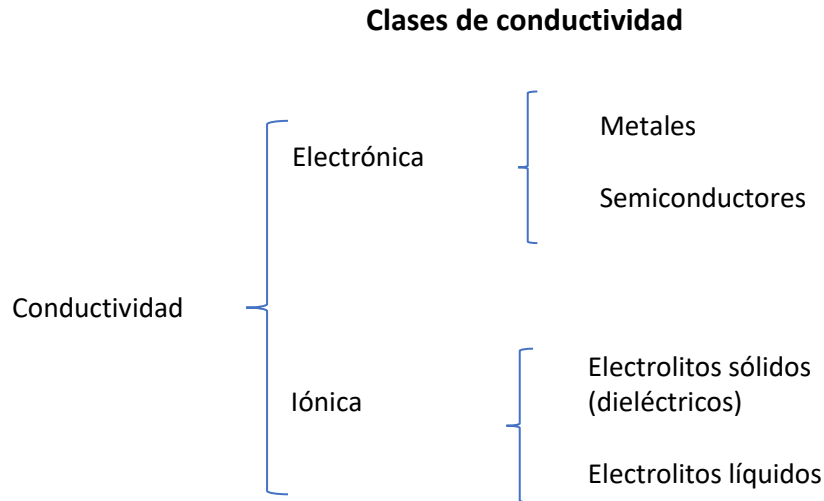 Clases de conductividad
Metales
Electrónica
Semiconductores
Conductividad
Electrolitos sólidos
(dieléctricos)
Iónica
Electrolitos líquidos